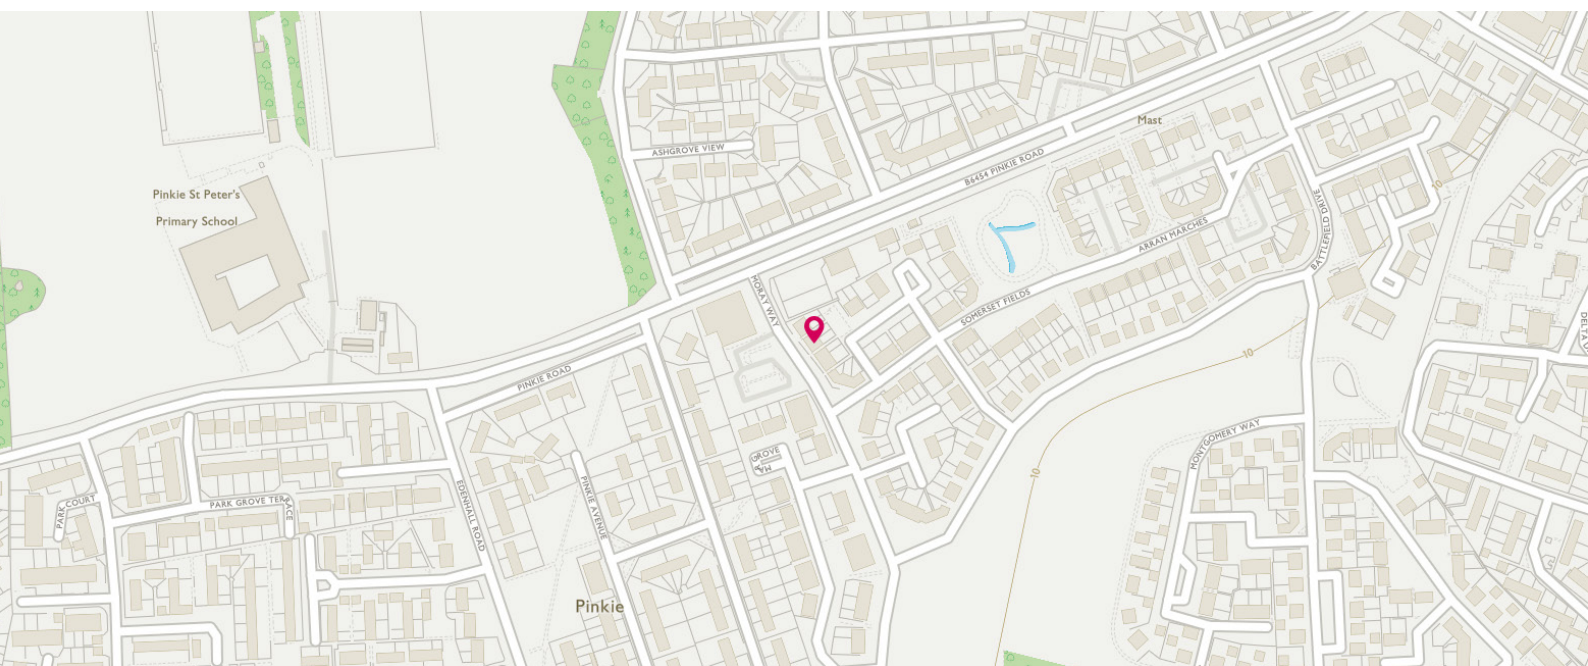 Mast
ASHGROVE VIEW
B6454 PINKIE ROAD
Pinkie St Peter's
Primary School
10
BATTLEFIELD DRIVE
ARRAN MARCHES
MORAY WAY
SOMERSET FIELDS
10
PINKIE ROAD
MONTGOMERY WAY
GROVE
MAY
10
PARK COURT
PARK GROVE TERRACE
EDENHALL ROAD
PINKIE AVENUE
Pinkie